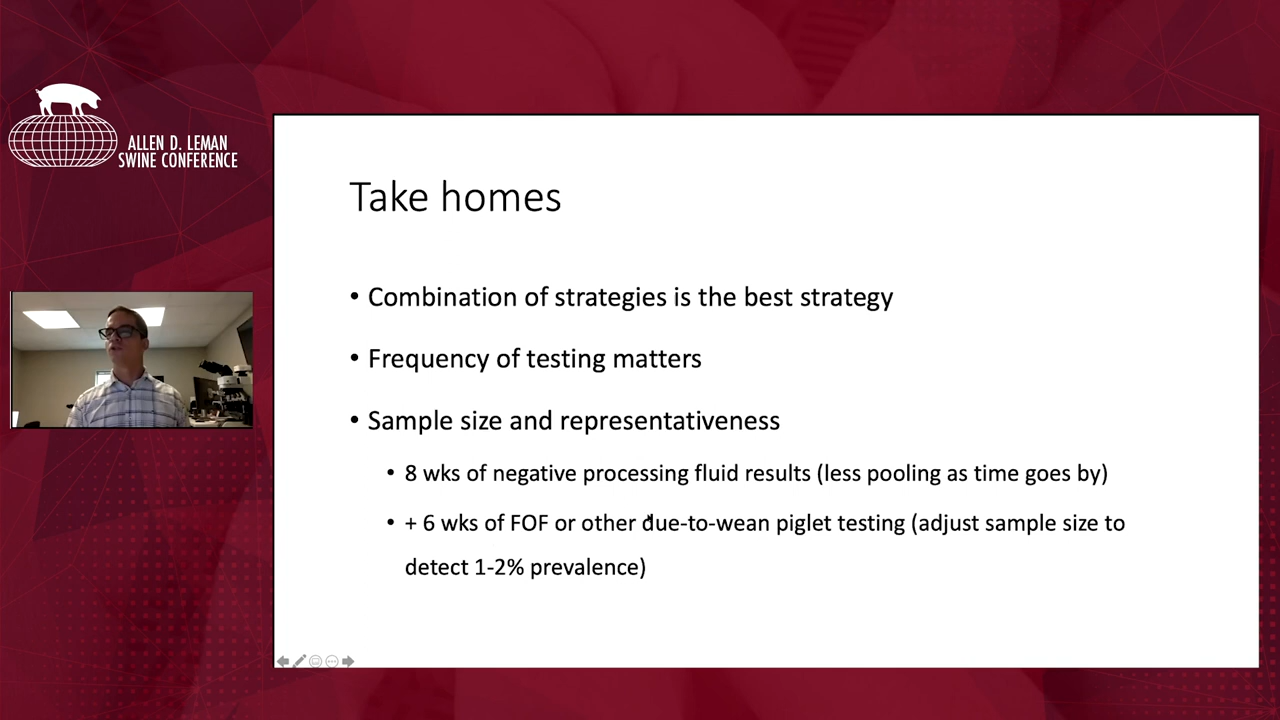 ALLEN D. LEMAN
SWINE CONFERENCE
Take homes
• Combination of strategies is the best strategy
• Frequency of testing matters
• Sample size and representativeness
• 8 wks of negative processing fluid results (less pooling as time goes by)
• + 6 wks of FOF or other due-to-wean piglet testing (adjust sample size to
detect 1-2% prevalence)